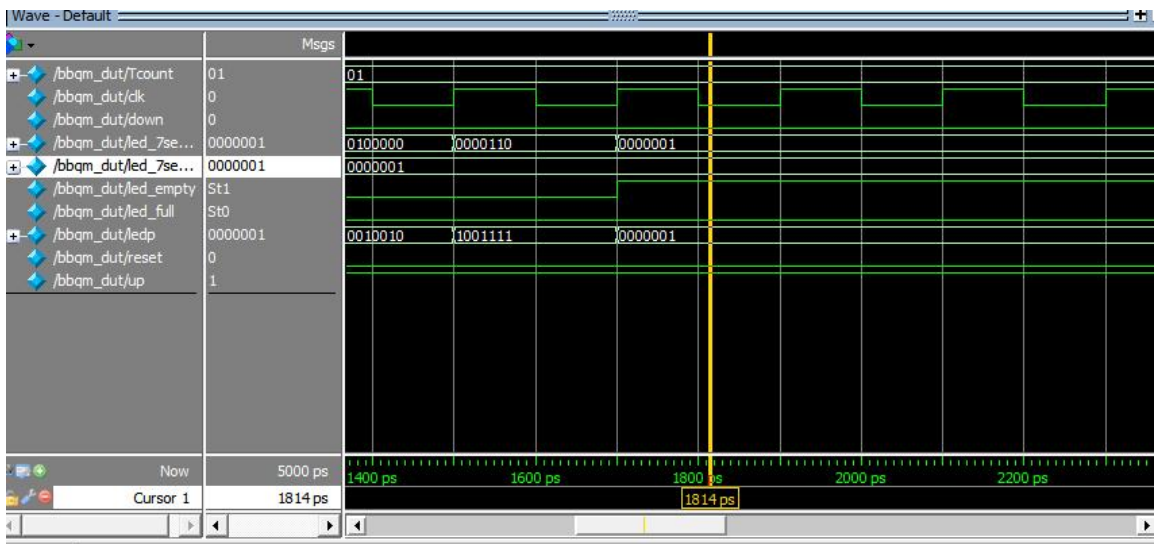 Wave - Default
Msgs
/bbqm_dut/Tcount 01 01
/bbqm_dut/clk 0
/bbqm_dut/down 0
/bbqm_dut/led_7se... 0000001 0100000 0000110 0000001
/bbqm_dut/led_7se... 0000001 0000001
/bbqm_dut/led_empty St1
/bbqm_dut/led_full St0
/bbqm_dut/ledp 0000001 0010010 1001111 0000001
/bbqm_dut/reset 0
/bbqm_dut/up 1
Now 5000 ps 1400 ps 1600 ps 1800 ps 2000 ps 2200 ps
Cursor 1 1814 ps 1814 ps